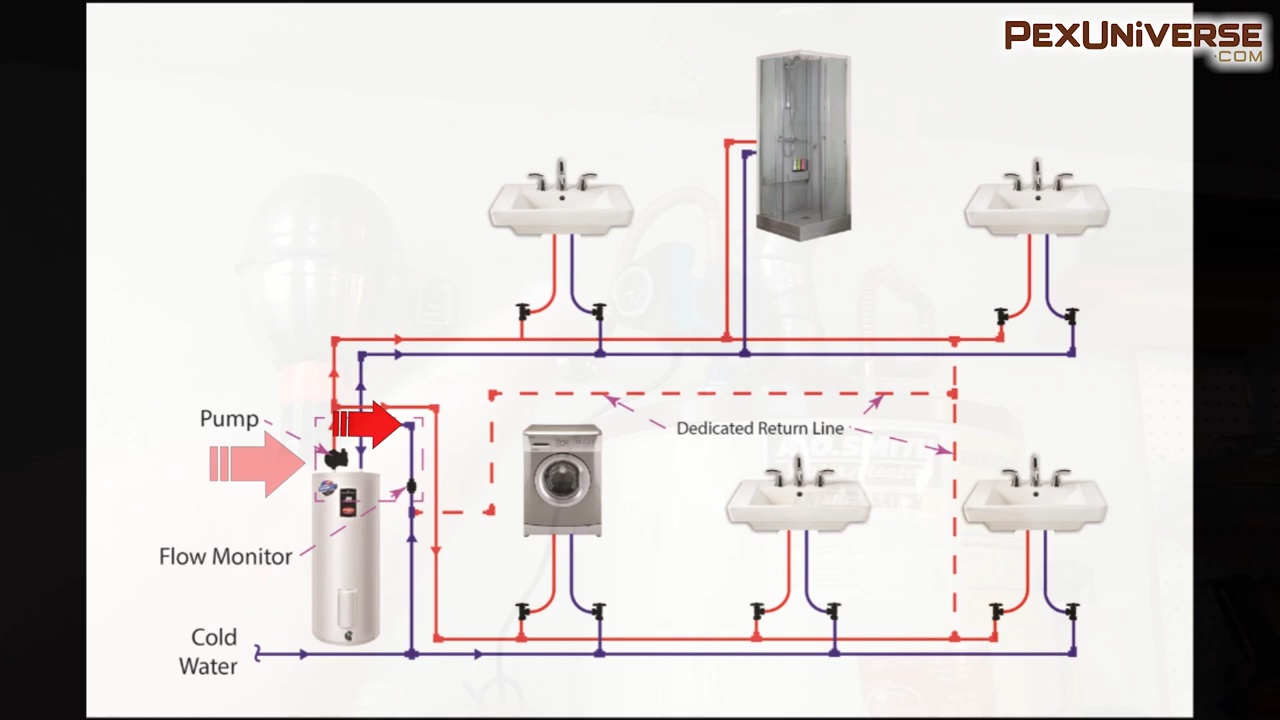 PEXUNiVERSE
.COM
Pump
Dedicated Return Line
Flow Monitor
Cold
Water